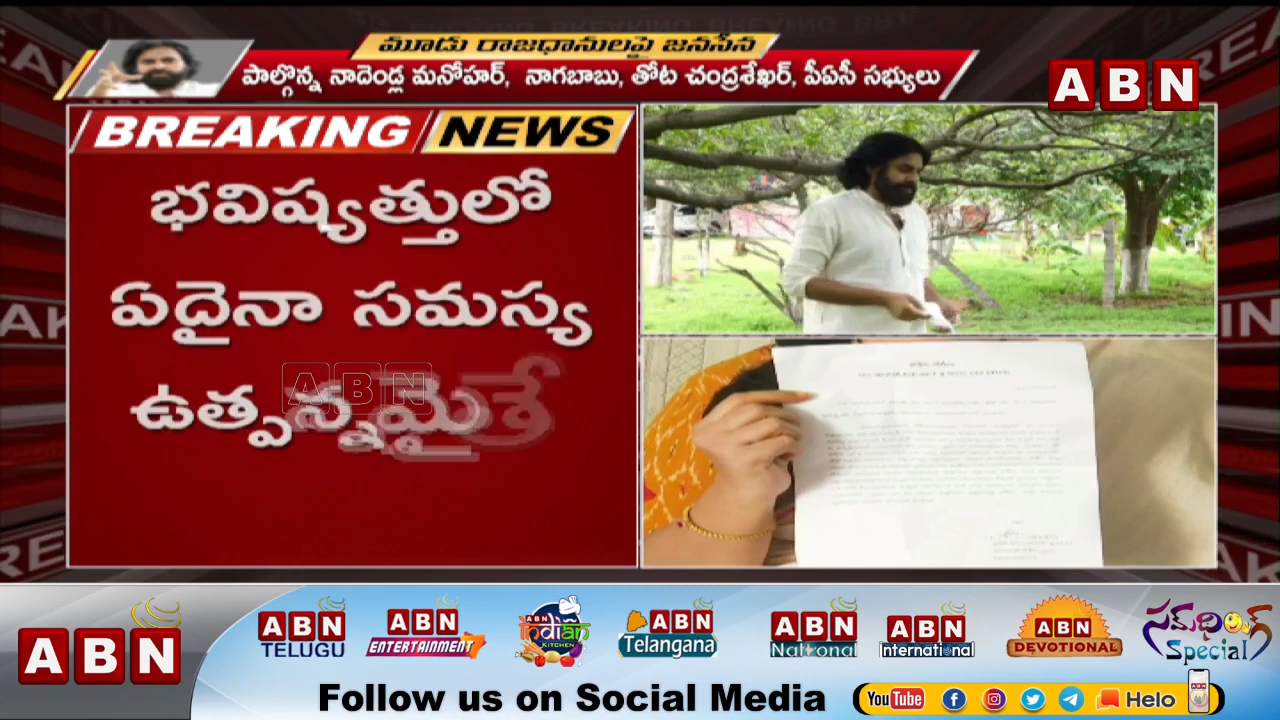 మూడు రాజధానులపై జనసేన
పాల్గొన్న నాదెండ్ల మనోహర్, నాగబాబు, తోట చంద్రశేఖర్, పీఏసీ సభ్యులు
ABN
BREAKING NEWS
భవిష్యత్తులో
ఏదైనా సమస్య
ఉత్పన్నమైతే
ABN
ABN
ABN TELUGU
ABN ENTERTAINMENT
ABN Indian KITCHEN
ABN Telangana
ABN National
ABN International
ABN DEVOTIONAL
Special
Follow us on Social Media
YouTube Helo